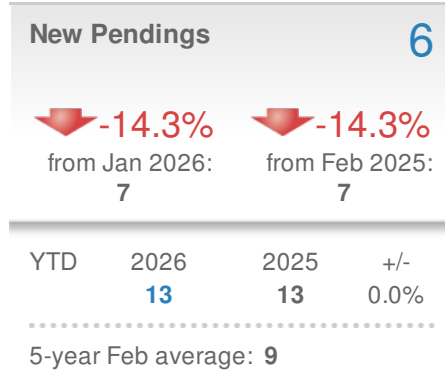 New Pendings 6
-14.3% -14.3%
from Jan 2026: from Feb 2025:
7 7
YTD 2026 2025 +/-
13 13 0.0%
5-year Feb average: 9